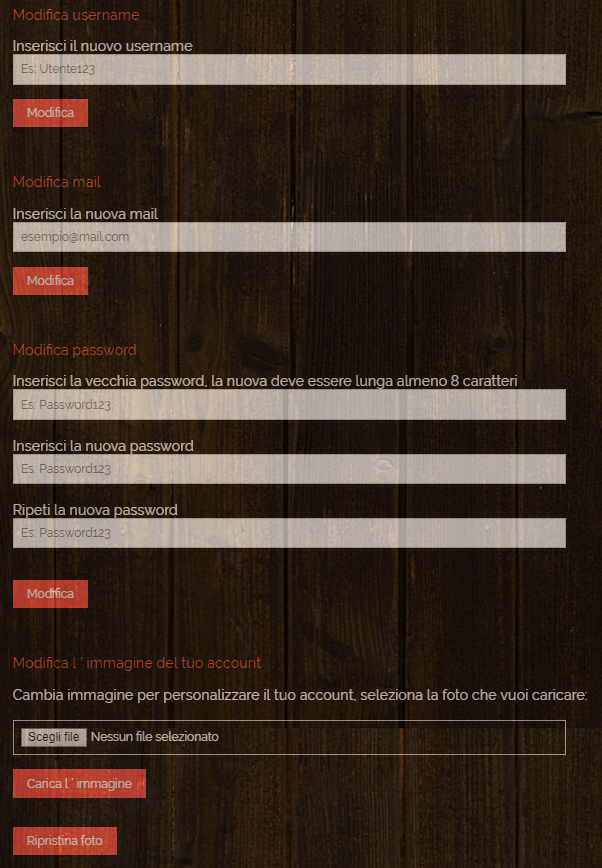 Modifica username
Inserisci il nuovo username
Es: Utente123
Modifica
Modifica mail
Inserisci la nuova mail
esempio@mail.com
Modifica
Modifica password
Inserisci la vecchia password, la nuova deve essere lunga almeno 8 caratteri
Es: Password123
Inserisci la nuova password
Es: Password123
Ripeti la nuova password
Es: Password123
Modifica
Modifica l ' immagine del tuo account
Cambia immagine per personalizzare il tuo account, seleziona la foto che vuoi caricare:
Scegli file Nessun file selezionato
Carica l ' immagine
Ripristina foto